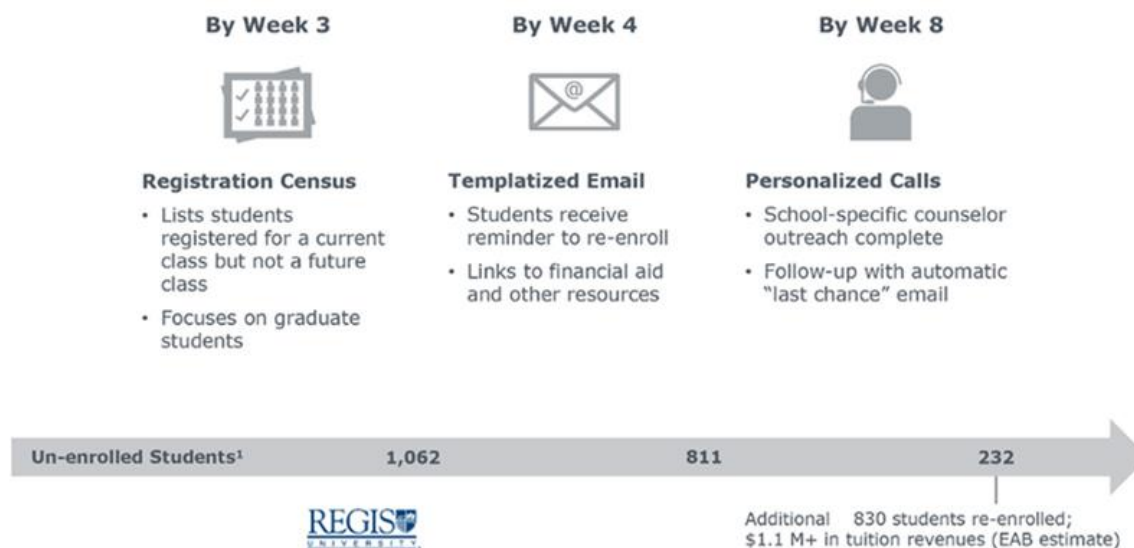 By Week 3
By Week 4
By Week 8
@
Registration Census
• Lists students
registered for a current
class but not a future
class
• Focuses on graduate
students
Templatized Email
• Students receive
reminder to re-enroll
• Links to financial aid
and other resources
Personalized Calls
• School-specific counselor
outreach complete
• Follow-up with automatic
“last chance” email
Un-enrolled Students¹ 1,062 811 232
REGIS
UNIVERSITY
Additional 830 students re-enrolled;
$1.1 M+ in tuition revenues (EAB estimate)